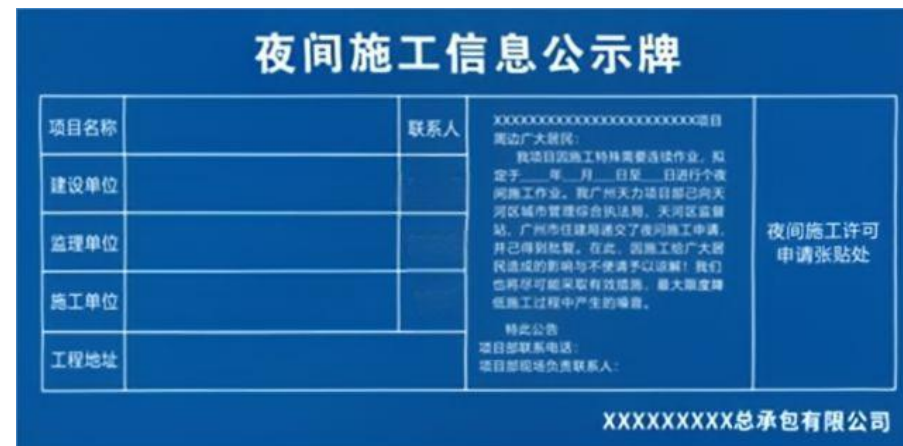 夜间施工信息公示牌
项目名称
联系人
建设单位
监理单位
施工单位
工程地址
XXXXXXXXXXXXXXXXXXXXXXXX项目
周边广大居民：
我项目因施工特殊需要连续作业，拟
定于___年__月__日至__日进行个夜
间施工作业。我广州天力项目部已向天
河区城市管理综合执法局、天河区监督
站、广州市住建局递交了夜间施工申请，
并已得到批复。在此，因施工给广大居
民造成的影响与不便请予以谅解！我们
也将尽可能采取有效措施，最大限度降
低施工过程中产生的噪音。
特此公告
项目部联系电话：
项目部现场负责联系人：
夜间施工许可
申请张贴处
XXXXXXXXX总承包有限公司